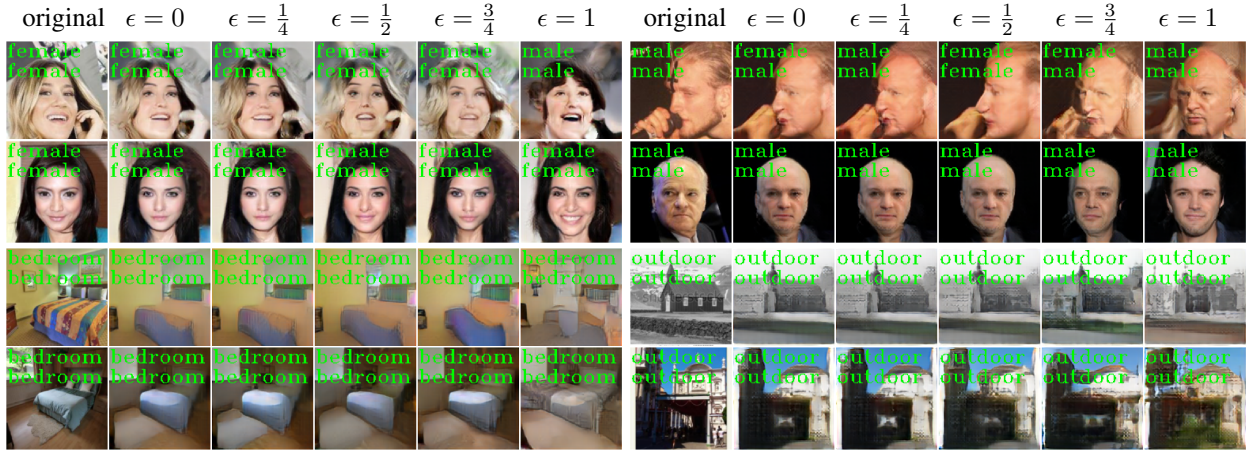 original ϵ = 0 ϵ = 1/4 ϵ = 1/2 ϵ = 3/4 ϵ = 1 original ϵ = 0 ϵ = 1/4 ϵ = 1/2 ϵ = 3/4 ϵ = 1
female female female female female male male female male male female male
female female female female female male male male male female male male
female female female female female female male male male male male male
female female female female female female male male male male male male
bedroom bedroom bedroom bedroom bedroom bedroom outdoor outdoor outdoor outdoor outdoor outdoor
bedroom bedroom bedroom bedroom bedroom bedroom outdoor outdoor outdoor outdoor outdoor outdoor
bedroom bedroom bedroom bedroom bedroom bedroom outdoor outdoor outdoor outdoor outdoor outdoor
bedroom bedroom bedroom bedroom bedroom bedroom outdoor outdoor outdoor outdoor outdoor outdoor